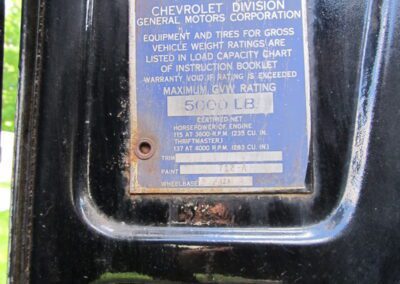 CHEVROLET DIVISION
GENERAL MOTORS CORPORATION
EQUIPMENT AND TIRES FOR GROSS
VEHICLE WEIGHT RATINGS ARE
LISTED IN LOAD CAPACITY CHART
OF INSTRUCTION BOOKLET
WARRANTY VOID IF RATING IS EXCEEDED
MAXIMUM GVW RATING
5000 LB
CERTIFIED NET
HORSEPOWER OF ENGINE
115 AT 3600 R.P.M. (235 CU. IN.
THRIFTMASTER)
137 AT 4000 R.P.M. (283 CU. IN.)
TRIM
PAINT
WHEELBASE